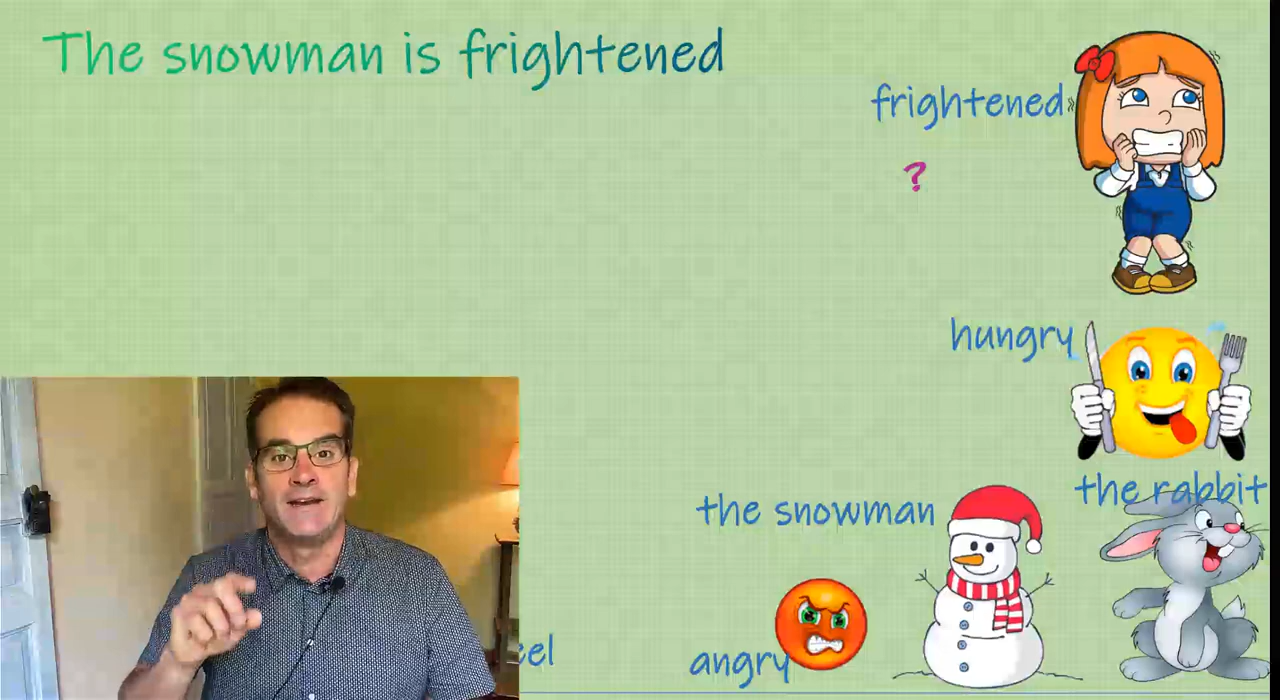 The snowman is frightened
frightened
?
hungry
the rabbit
the snowman
angry